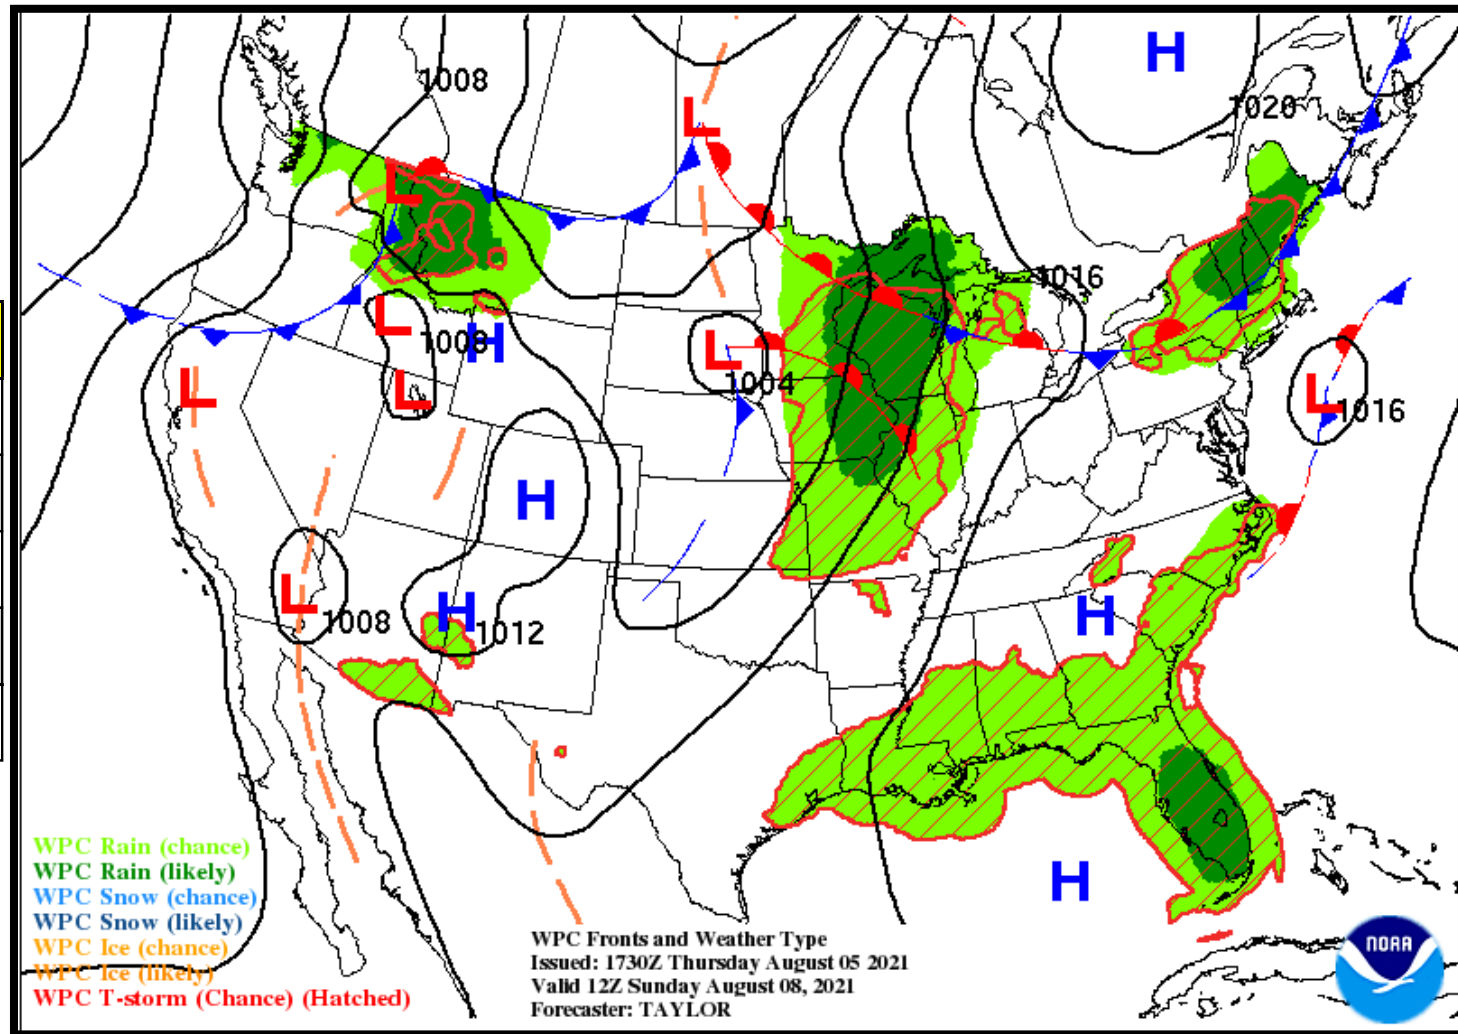 H
1008
1020
L
L
1016
L
1008
H
L
1004
L
L
L
1016
H
L
1008
H
1012
H
H
WPC Rain (chance)
WPC Rain (likely)
WPC Snow (chance)
WPC Snow (likely)
WPC Ice (chance)
WPC Ice (likely)
WPC T-storm (Chance) (Hatched)
WPC Fronts and Weather Type
Issued: 1730Z Thursday August 05 2021
Valid 12Z Sunday August 08, 2021
Forecaster: TAYLOR
NOAA